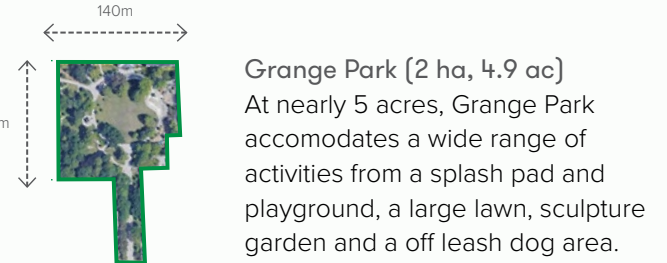 140m
m
Grange Park (2 ha, 4.9 ac)
At nearly 5 acres, Grange Park
accomodates a wide range of
activities from a splash pad and
playground, a large lawn, sculpture
garden and a off leash dog area.